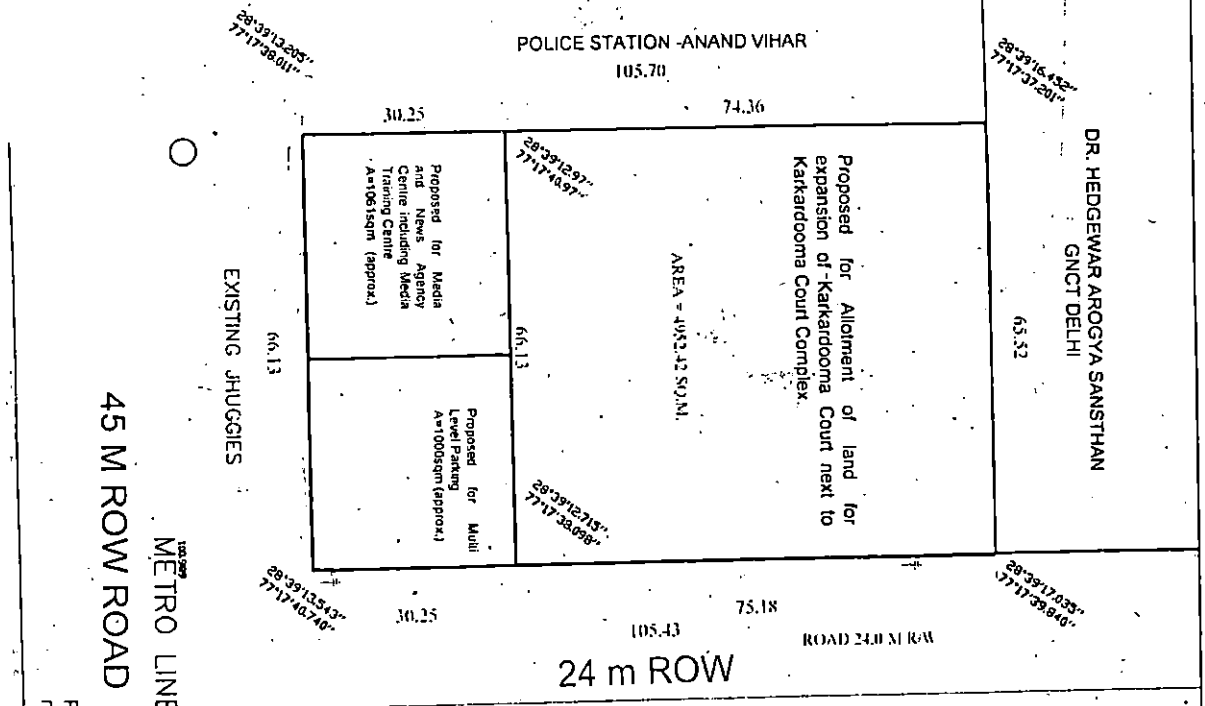 28°39'13.205"
77°17'38.011"
POLICE STATION -ANAND VIHAR
105.70
28°39'16.452"
77°17'37.201"
30.25
74.36
DR. HEDGEWAR AROGYA SANSTHAN
GNCT DELHI
28°39'12.97"
77°17'40.97"
Proposed for Media
and News Agency
Centre including Media
Training Centre
A=1061sqm (approx.)
Proposed for Allotment of land for
expansion of Karkardooma Court next to
Karkardooma Court Complex.
AREA = 4952.42 SQ.M.
65.52
66.13
66.13
EXISTING JHUGGIES
Proposed for Multi
Level Parking
A=1000sqm (approx.)
28°39'12.715"
77°17'38.098"
28°39'13.543"
77°17'40.740"
28°39'17.035"
77°17'39.840"
30.25
75.18
105.43
ROAD 24.0 M R/W
24 m ROW
METRO LINE
45 M ROW ROAD